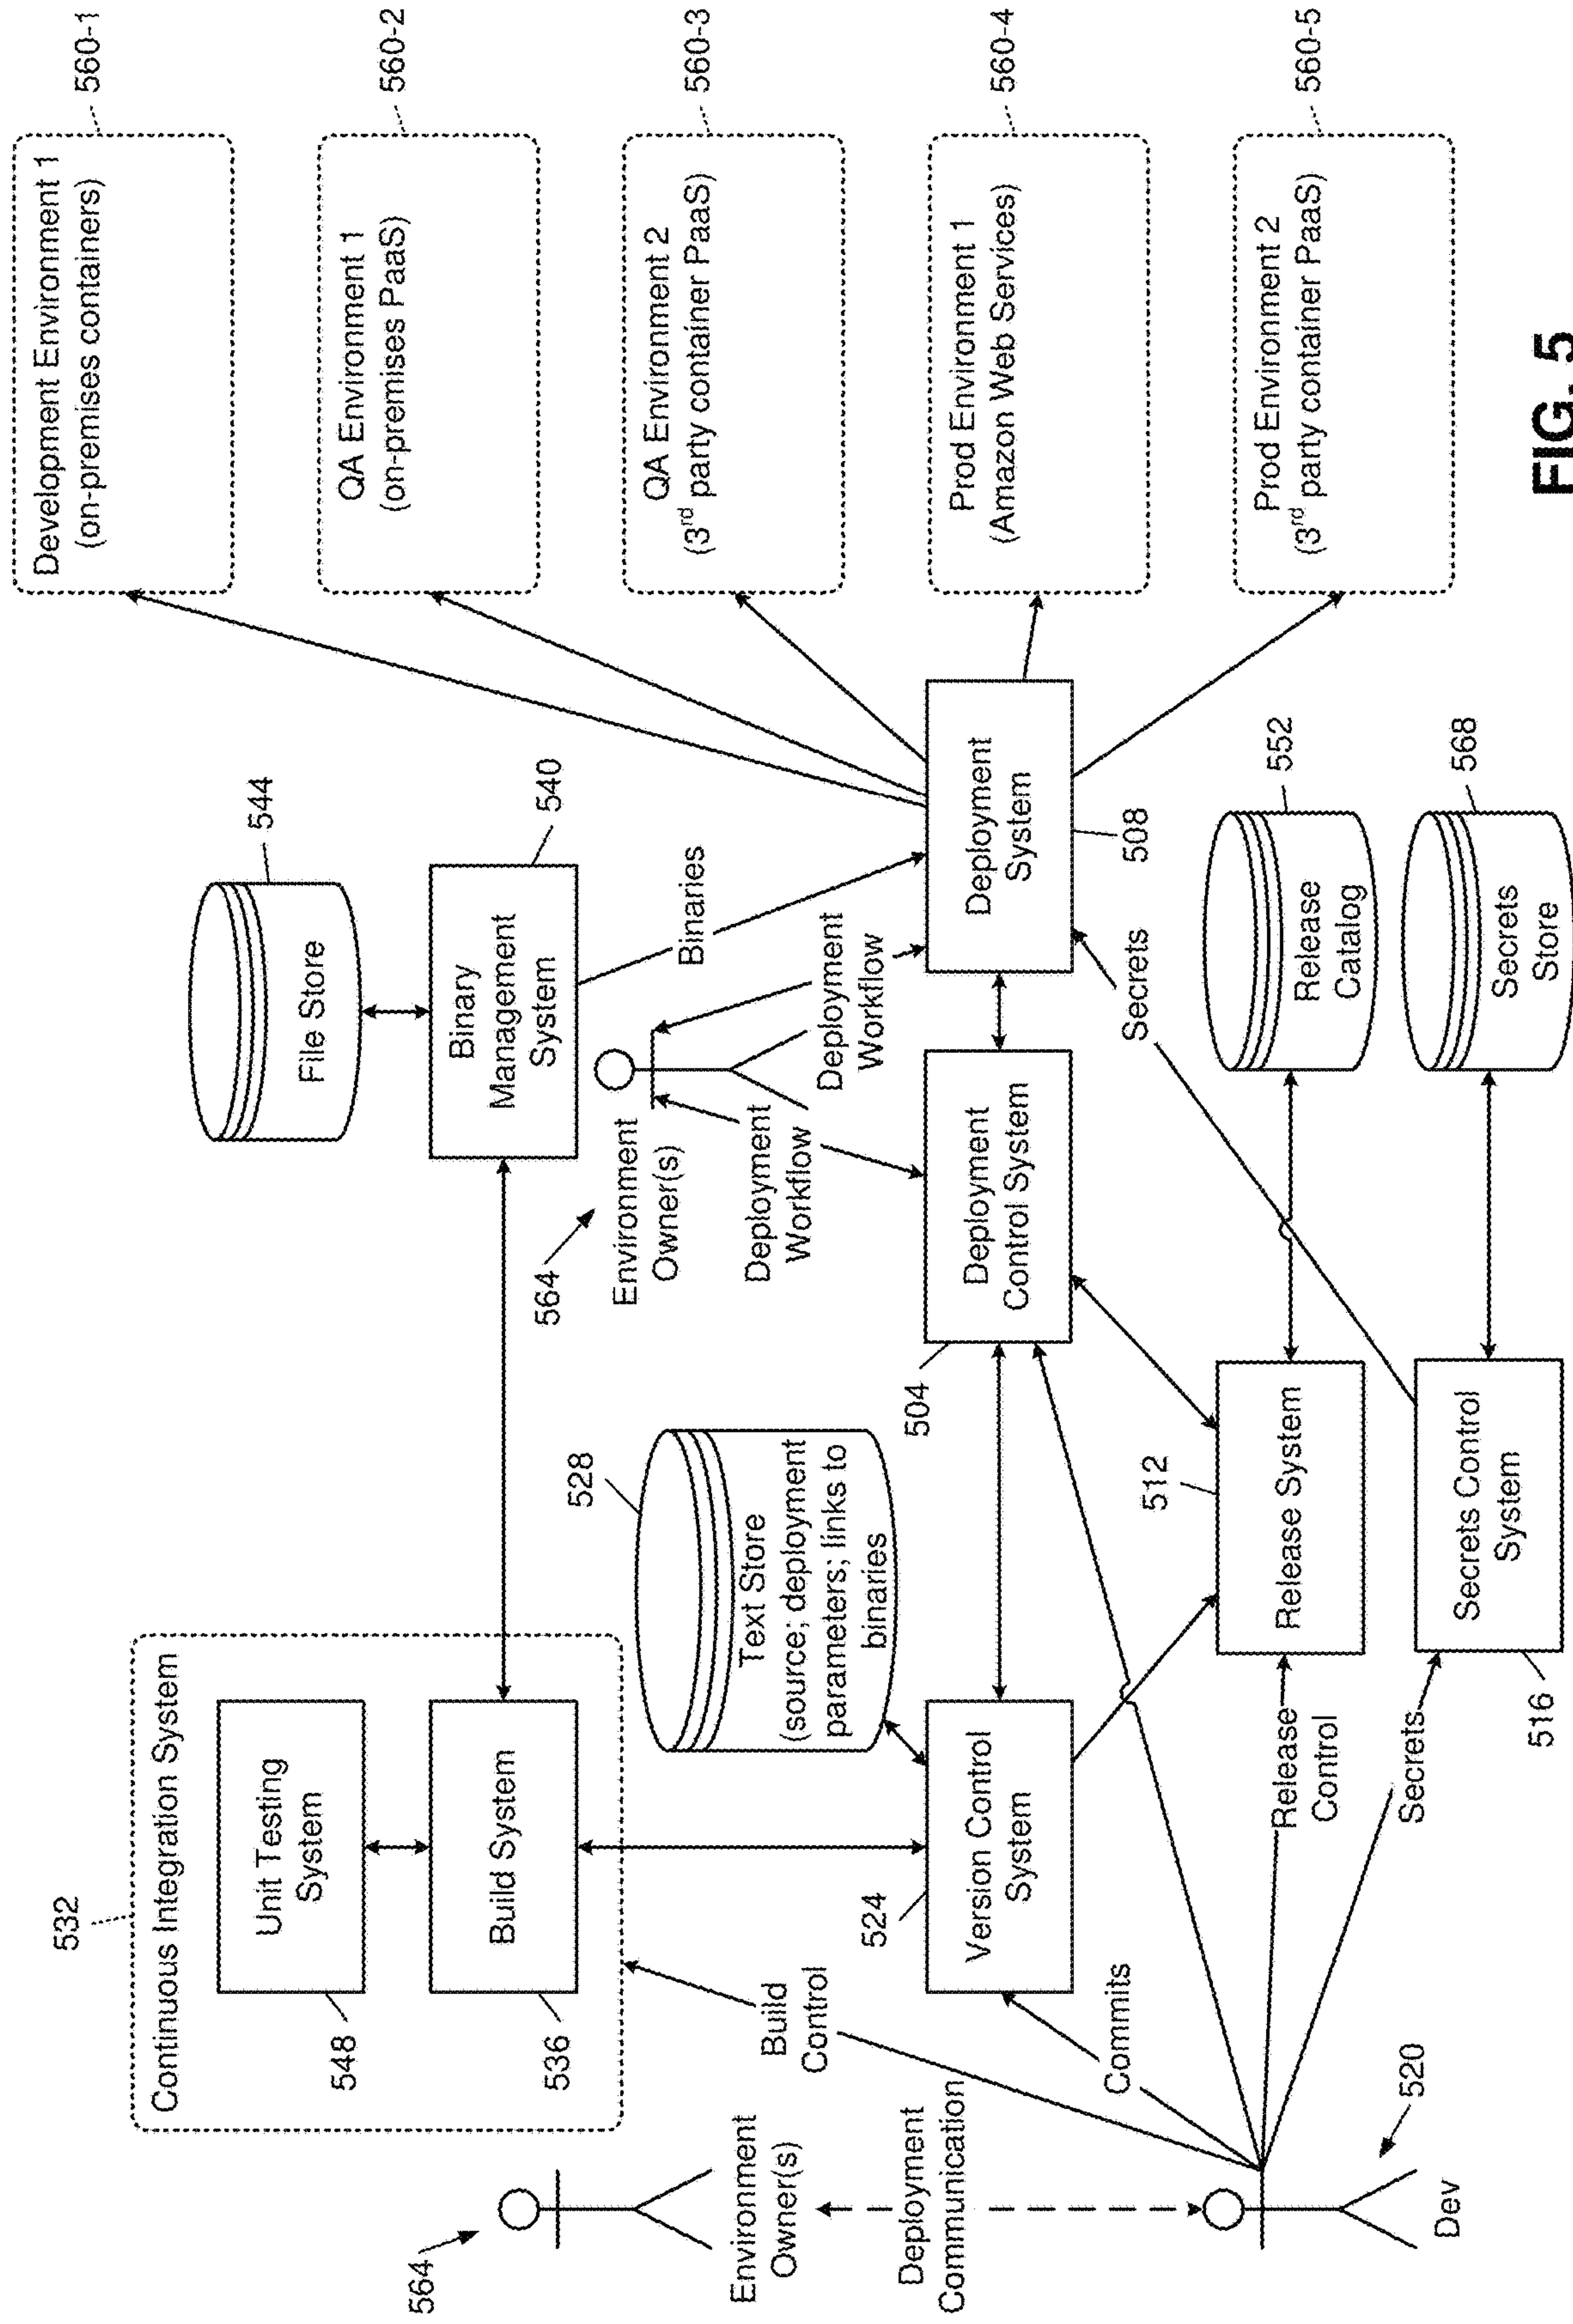 532
Continuous Integration System
Unit Testing
System
548
Build System
536
544
File Store
Binary
Management
System
540
Development Environment 1
(on-premises containers)
560-1
QA Environment 1
(on-premises PaaS)
560-2
QA Environment 2
(3rd party container PaaS)
560-3
Prod Environment 1
(Amazon Web Services)
560-4
Prod Environment 2
(3rd party container PaaS)
560-5
564
Environment
Owner(s)
Deployment
Communication
Dev
520
Build
Control
Commits
528
Text Store
(source; deployment
parameters; links to
binaries
524
Version Control
System
564
Environment
Owner(s)
Deployment
Workflow
Deployment
Workflow
Binaries
504
Deployment
Control System
Deployment
System
508
Secrets
Release
Control
512
Release System
Release
Catalog
552
Secrets
Secrets Control
System
516
Secrets
Store
568
FIG. 5